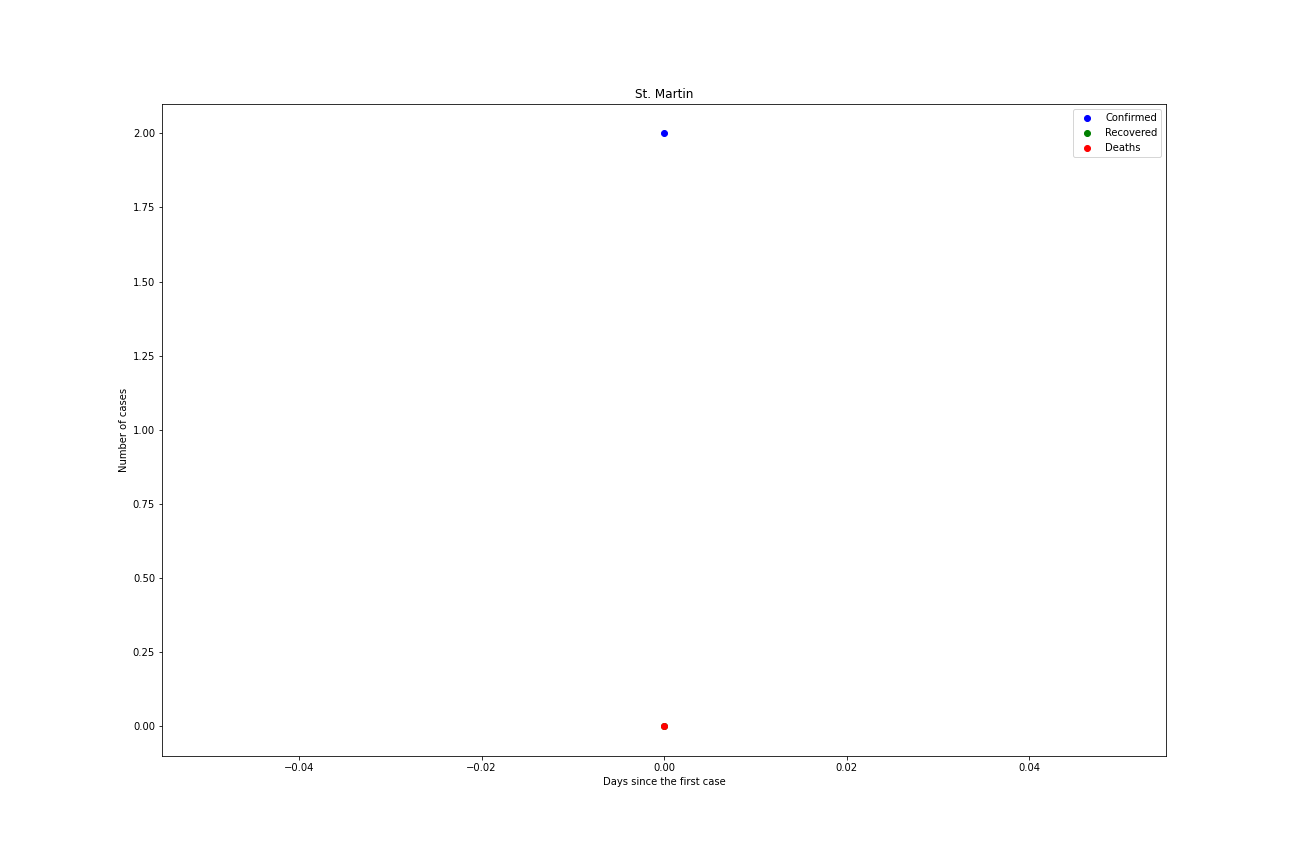 St. Martin
Confirmed
Recovered
Deaths
2.00
1.75
1.50
1.25
1.00
0.75
0.50
0.25
0.00
Number of cases
−0.04
−0.02
0.00
0.02
0.04
Days since the first case